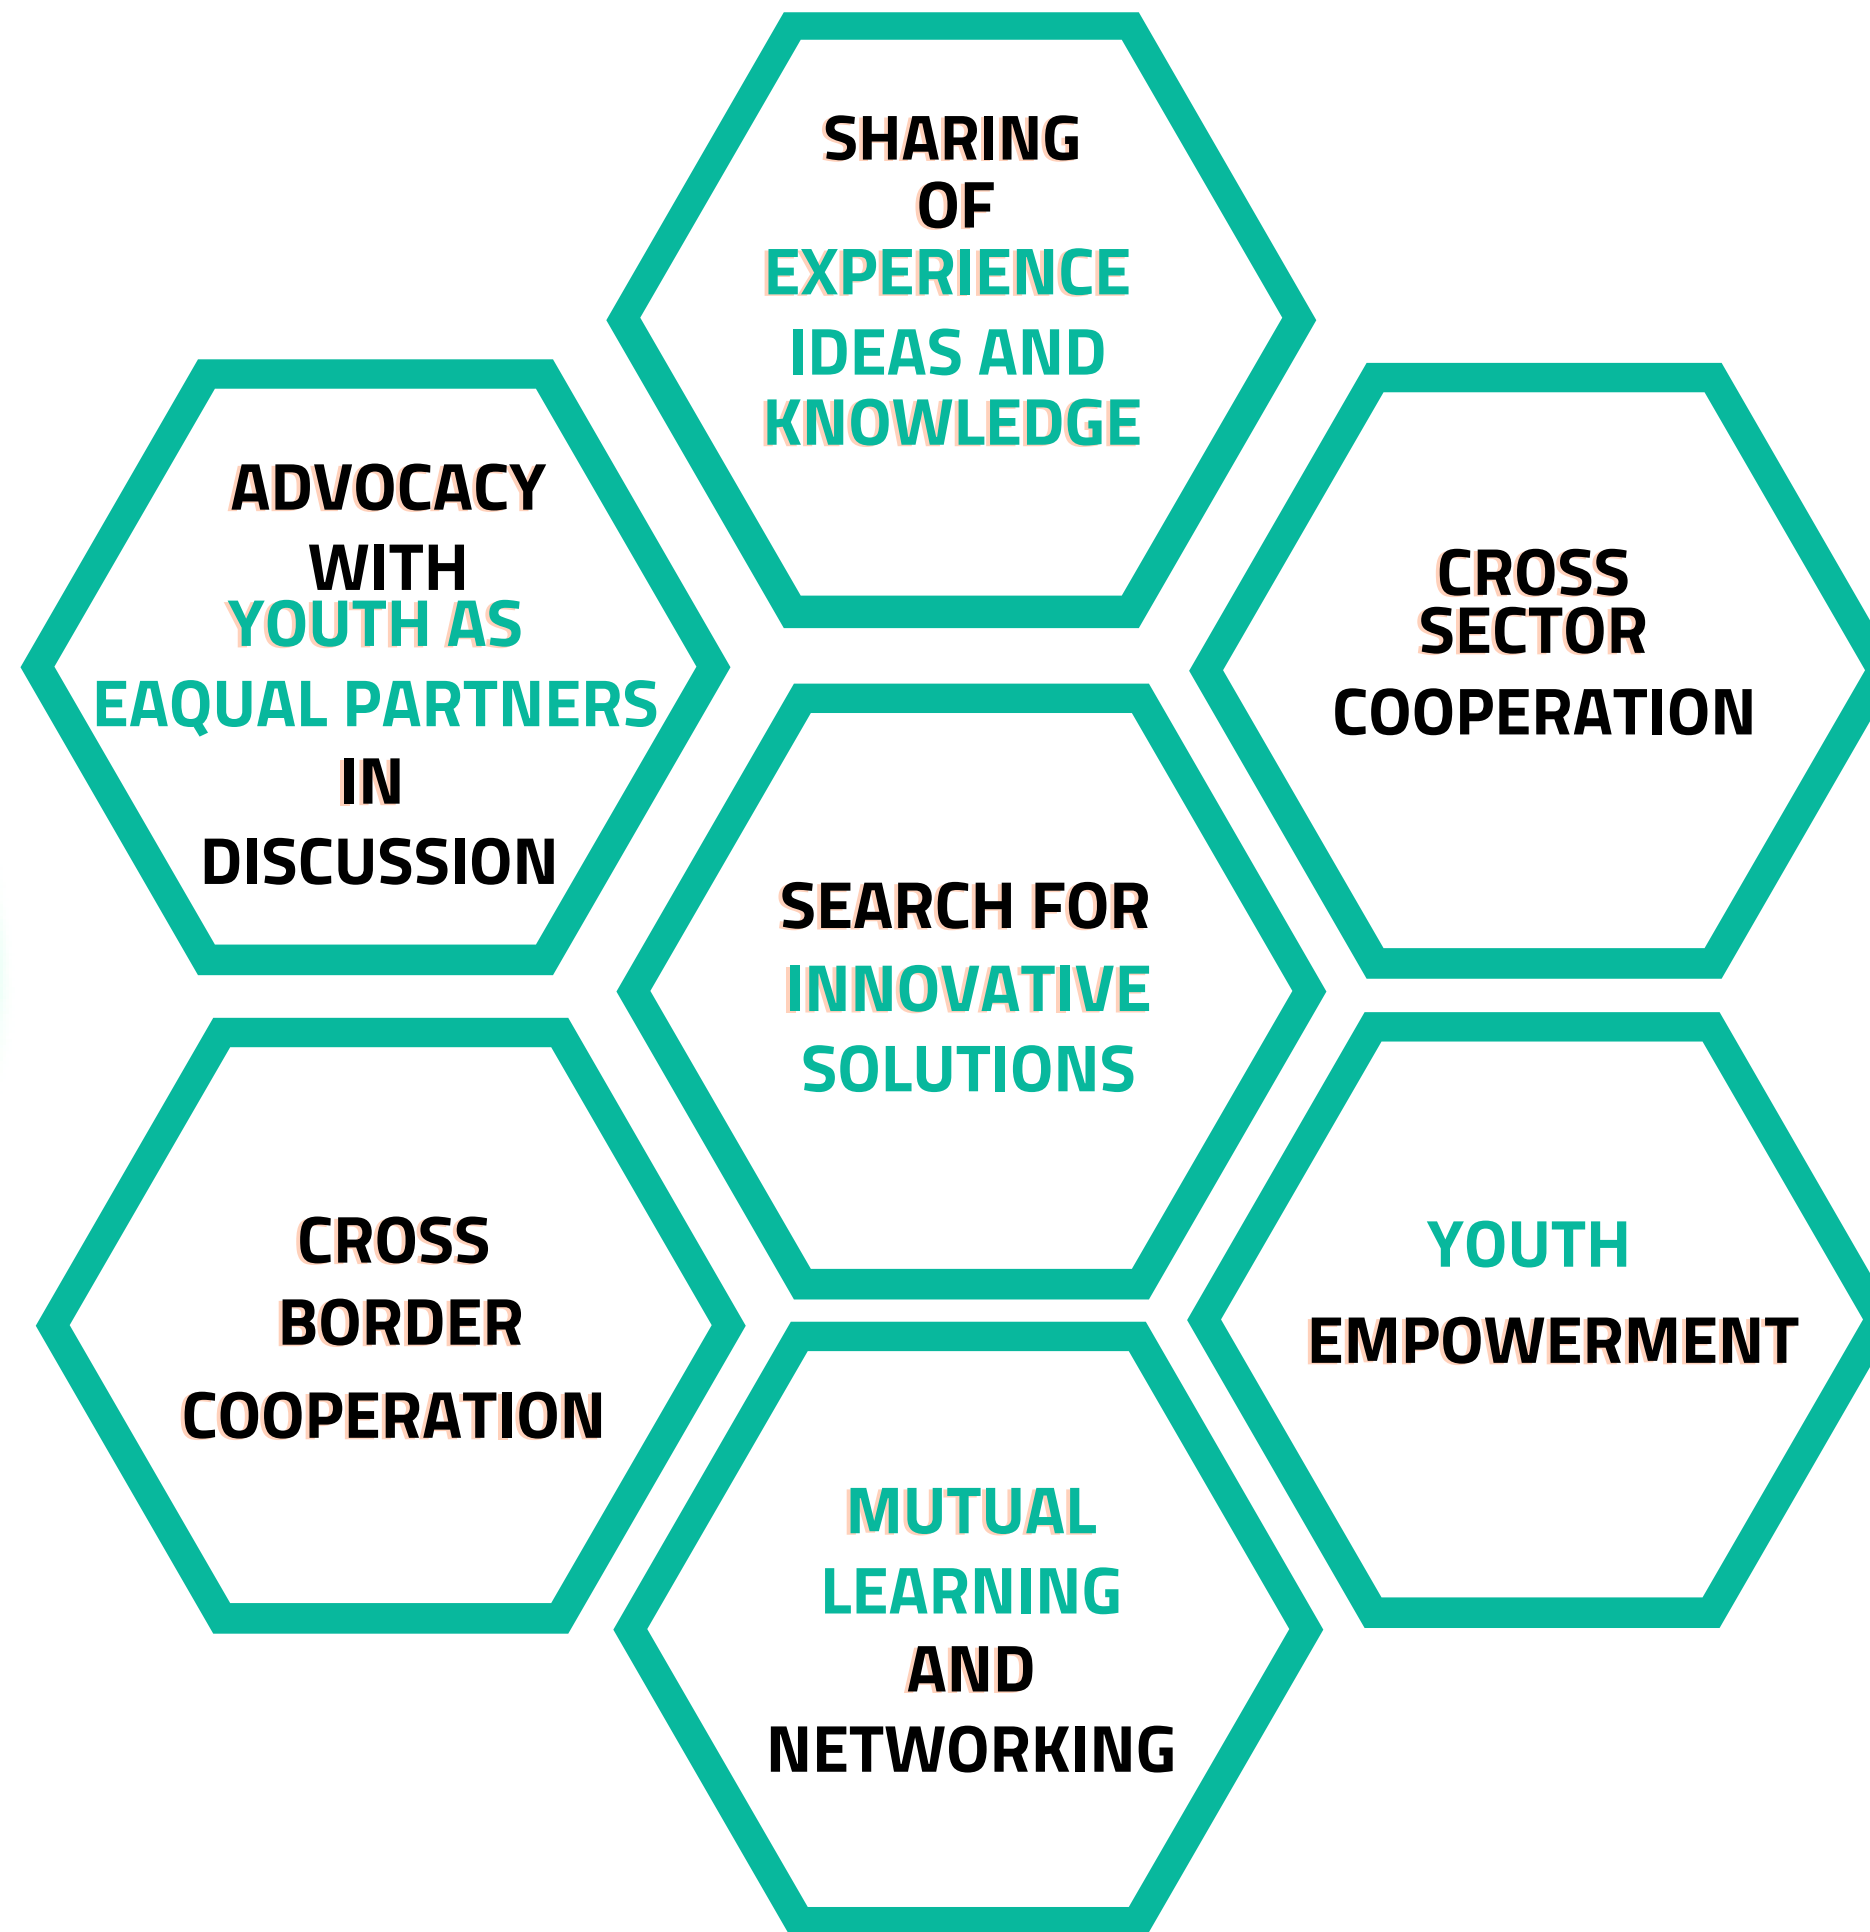 SHARING
OF
EXPERIENCE
IDEAS AND
KNOWLEDGE
ADVOCACY
WITH
YOUTH AS
EAQUAL PARTNERS
IN
DISCUSSION
CROSS
SECTOR
COOPERATION
SEARCH FOR
INNOVATIVE
SOLUTIONS
CROSS
BORDER
COOPERATION
YOUTH
EMPOWERMENT
MUTUAL
LEARNING
AND
NETWORKING